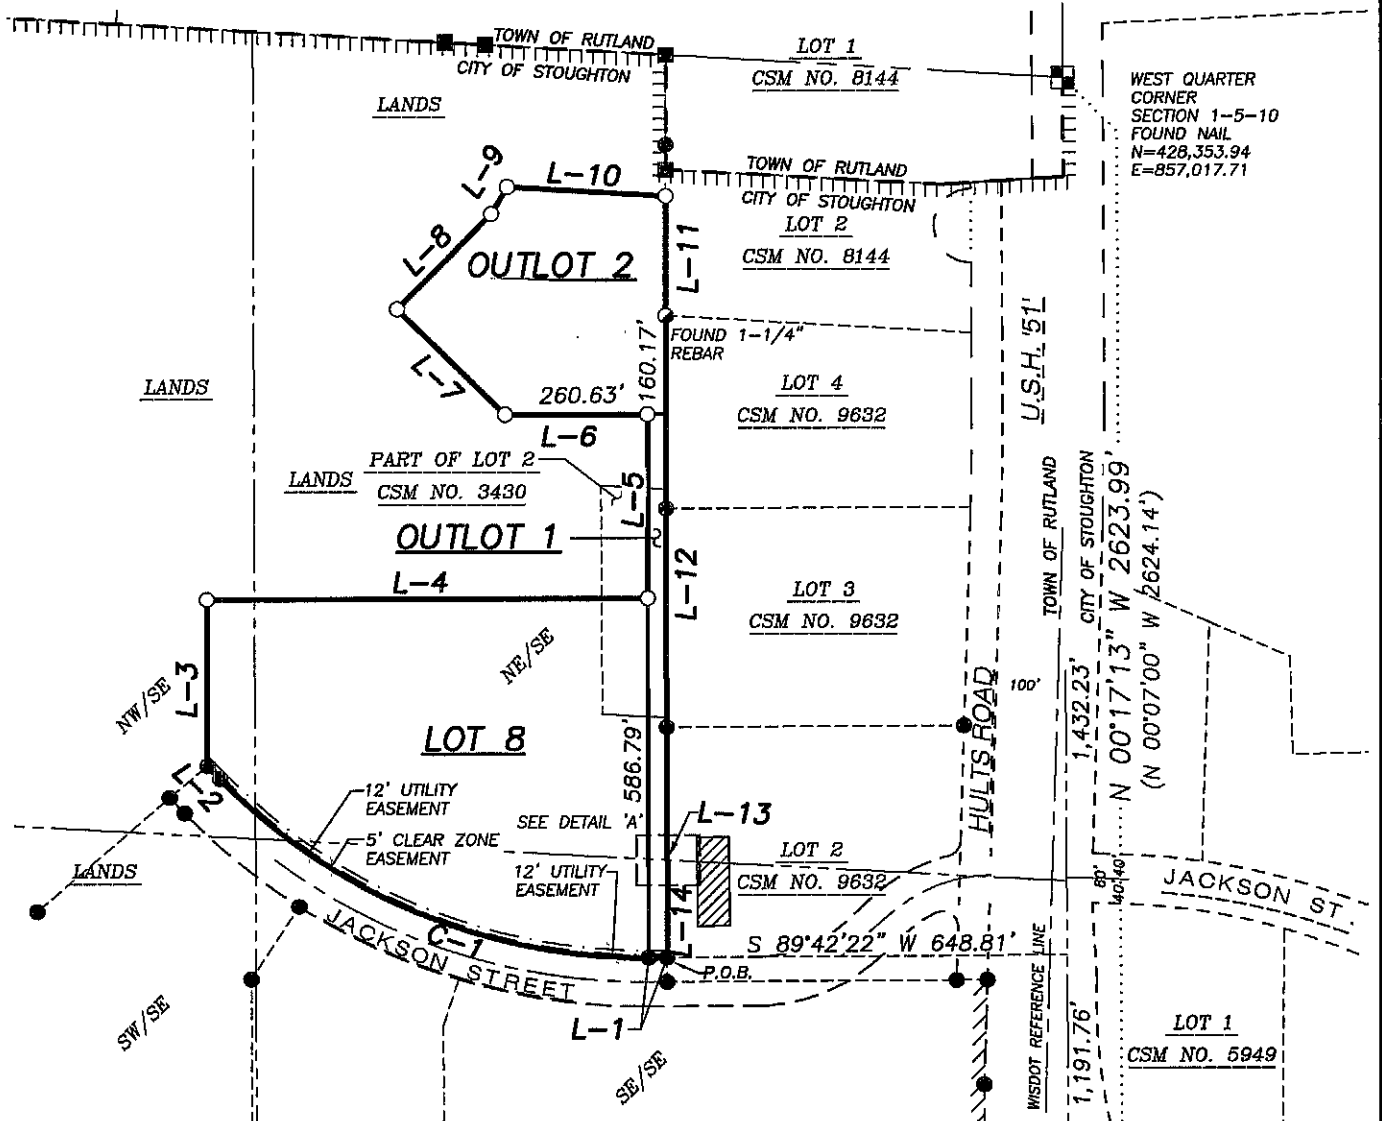 TOWN OF RUTLAND
CITY OF STOUGHTON
LOT 1
CSM NO. 8144
WEST QUARTER
CORNER
SECTION 1-5-10
FOUND NAIL
N=428,353.94
E=857,017.71
LANDS
L-9
L-10
TOWN OF RUTLAND
CITY OF STOUGHTON
LOT 2
CSM NO. 8144
L-8
OUTLOT 2
L-11
U.S.H. '51'
FOUND 1-1/4"
REBAR
160.17'
LANDS
L-7
260.63'
L-6
LOT 4
CSM NO. 9632
PART OF LOT 2
CSM NO. 3430
LANDS
L-5
OUTLOT 1
L-12
TOWN OF RUTLAND
CITY OF STOUGHTON
N 00°17'13" W 2623.99'
(N 00°07'00" W 2624.14')
L-4
LOT 3
CSM NO. 9632
NE/SE
NW/SE
L-3
HULTS ROAD
100'
1,432.23'
LOT 8
586.79'
L-2
12' UTILITY
EASEMENT
5' CLEAR ZONE
EASEMENT
SEE DETAIL 'A'
L-13
12' UTILITY
EASEMENT
LOT 2
CSM NO. 9632
LANDS
80'
40'
40'
JACKSON ST.
L-14
C-1
JACKSON STREET
S 89°42'22" W 648.81'
P.O.B.
L-1
SW/SE
SE/SE
WISDOT REFERENCE LINE
1,191.76'
LOT 1
CSM NO. 5949